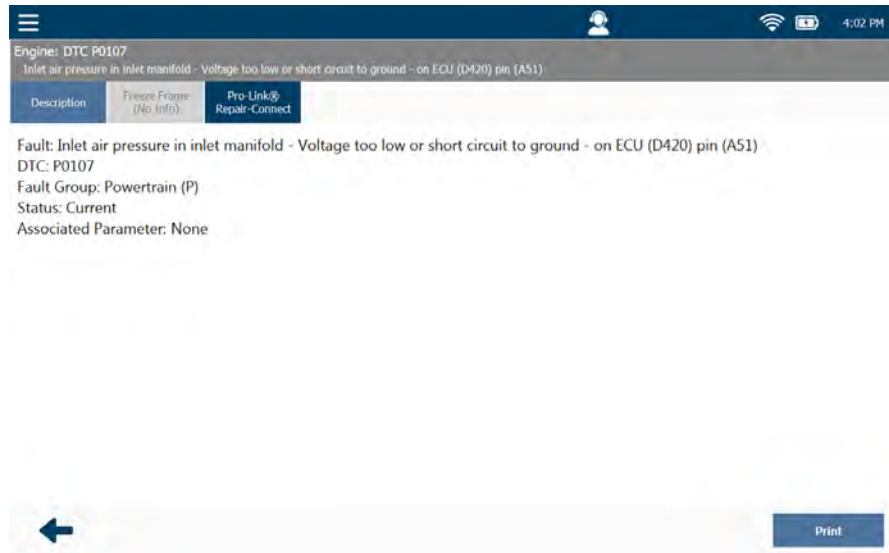 4:02 PM
Engine: DTC P0107
Inlet air pressure in inlet manifold - Voltage too low or short circuit to ground - on ECU (D420) pin (A51)
Description
Freeze Frame
(No Info)
Pro-Link®
Repair-Connect
Fault: Inlet air pressure in inlet manifold - Voltage too low or short circuit to ground - on ECU (D420) pin (A51)
DTC: P0107
Fault Group: Powertrain (P)
Status: Current
Associated Parameter: None
Print